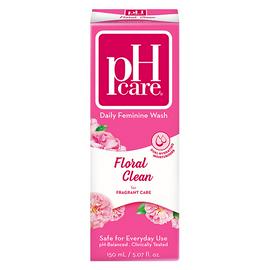 pH
care®
Daily Feminine Wash
Floral
Clean
for
FRAGRANT CARE
Safe for Everyday Use
pH-Balanced . Clinically Tested
150 mL / 5.07 fl. oz.